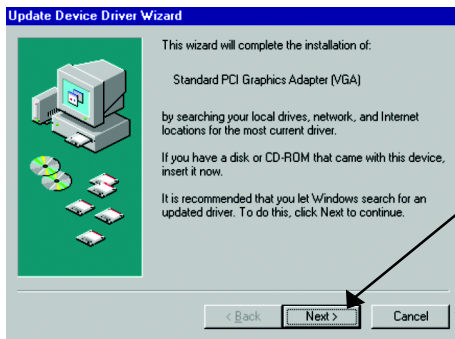 Update Device Driver Wizard
This wizard will complete the installation of:
Standard PCI Graphics Adapter (VGA)
by searching your local drives, network, and Internet
locations for the most current driver.
If you have a disk or CD-ROM that came with this device,
insert it now.
It is recommended that you let Windows search for an
updated driver. To do this, click Next to continue.
< Back
Next >
Cancel